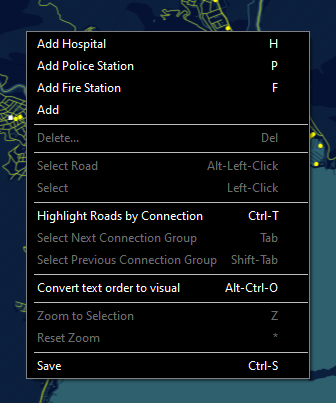 Add Hospital H
Add Police Station P
Add Fire Station F
Add
Delete... Del
Select Road Alt-Left-Click
Select Left-Click
Highlight Roads by Connection Ctrl-T
Select Next Connection Group Tab
Select Previous Connection Group Shift-Tab
Convert text order to visual Alt-Ctrl-O
Zoom to Selection Z
Reset Zoom *
Save Ctrl-S